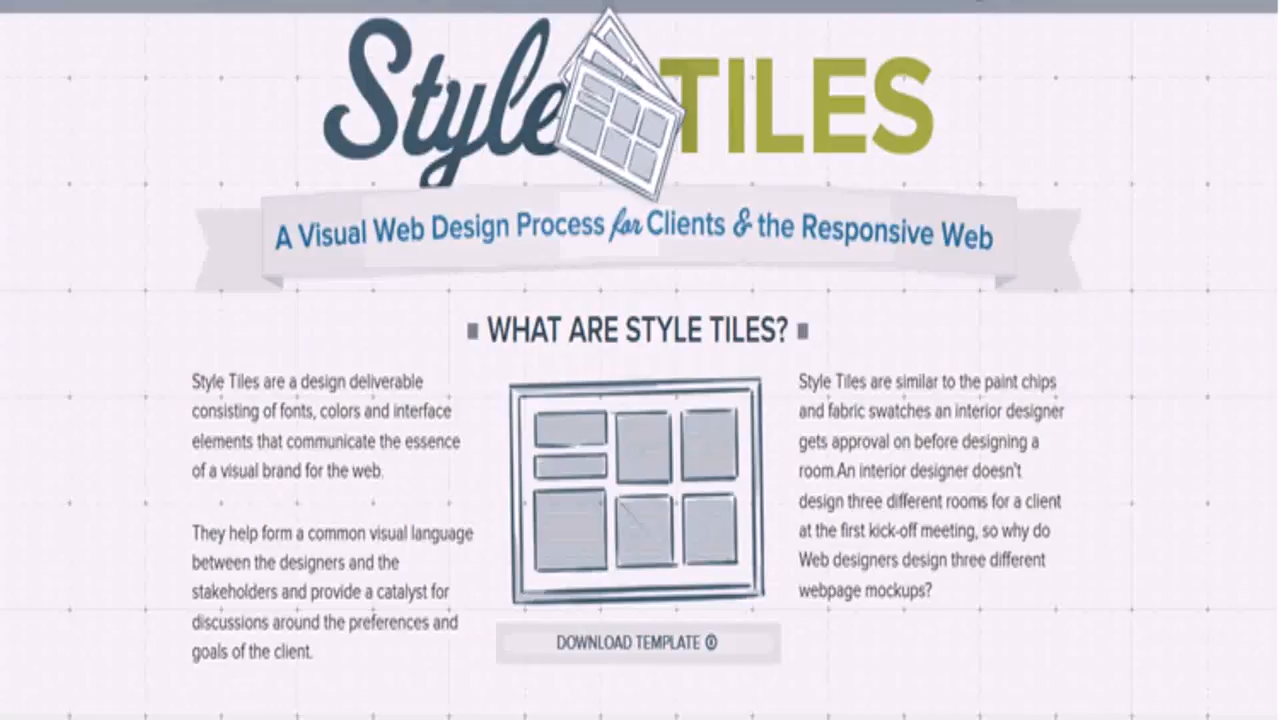 Style TILES
A Visual Web Design Process for Clients & the Responsive Web
WHAT ARE STYLE TILES?
Style Tiles are a design deliverable
consisting of fonts, colors and interface
elements that communicate the essence
of a visual brand for the web.
They help form a common visual language
between the designers and the
stakeholders and provide a catalyst for
discussions around the preferences and
goals of the client.
DOWNLOAD TEMPLATE
Style Tiles are similar to the paint chips
and fabric swatches an interior designer
gets approval on before designing a
room.An interior designer doesn't
design three different rooms for a client
at the first kick-off meeting, so why do
Web designers design three different
webpage mockups?